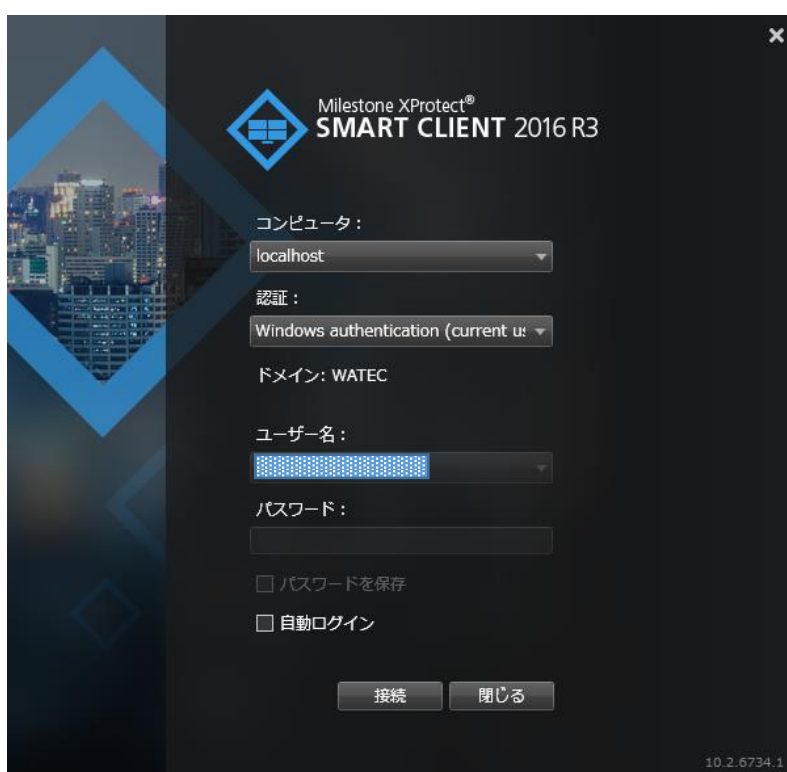 Milestone XProtect®
SMART CLIENT 2016 R3
コンピュータ：
localhost
認証：
Windows authentication (current us
ドメイン: WATEC
ユーザー名：
パスワード：
パスワードを保存
自動ログイン
接続
閉じる
10.2.6734.1